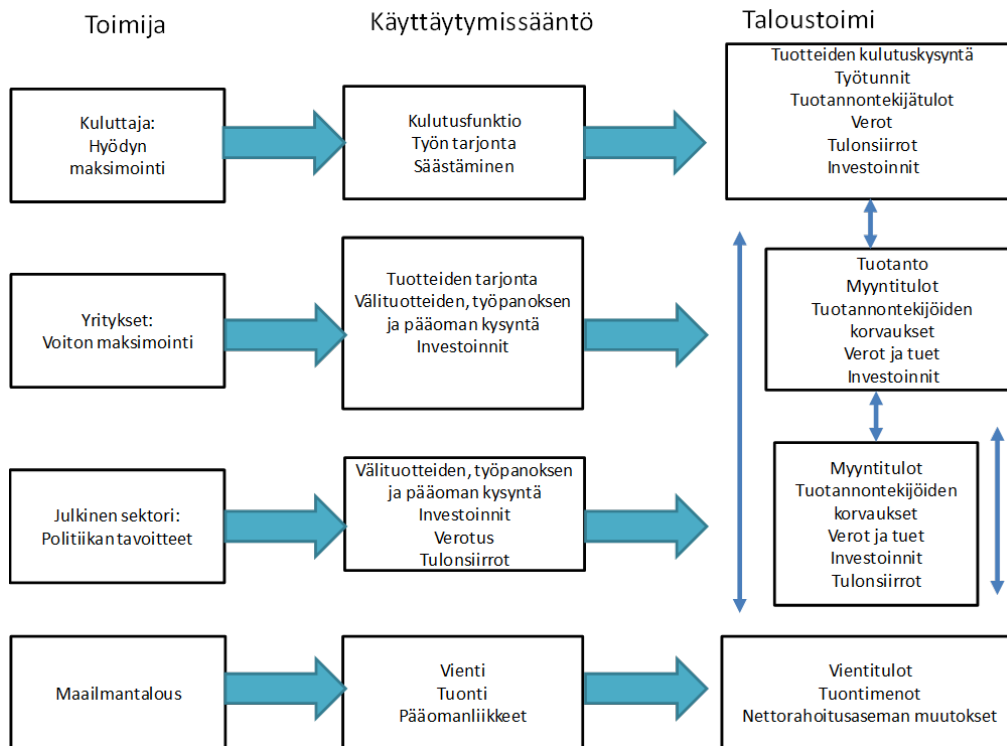 Toimija
Käyttäytymissääntö
Taloustoimi
Kuluttaja:
Hyödyn
maksimointi
Kulutusfunktio
Työn tarjonta
Säästäminen
Tuotteiden kulutuskysyntä
Työtunnit
Tuotannontekijätulot
Verot
Tulonsiirrot
Investoinnit
Yritykset:
Voiton maksimointi
Tuotteiden tarjonta
Välituotteiden, työpanoksen
ja pääoman kysyntä
Investoinnit
Tuotanto
Myyntitulot
Tuotannontekijöiden
korvaukset
Verot ja tuet
Investoinnit
Julkinen sektori:
Politiikan tavoitteet
Välituotteiden, työpanoksen
ja pääoman kysyntä
Investoinnit
Verotus
Tulonsiirrot
Myyntitulot
Tuotannontekijöiden
korvaukset
Verot ja tuet
Investoinnit
Tulonsiirrot
Maailmantalous
Vienti
Tuonti
Pääomanliikkeet
Vientitulot
Tuontimenot
Nettorahoitusaseman muutokset